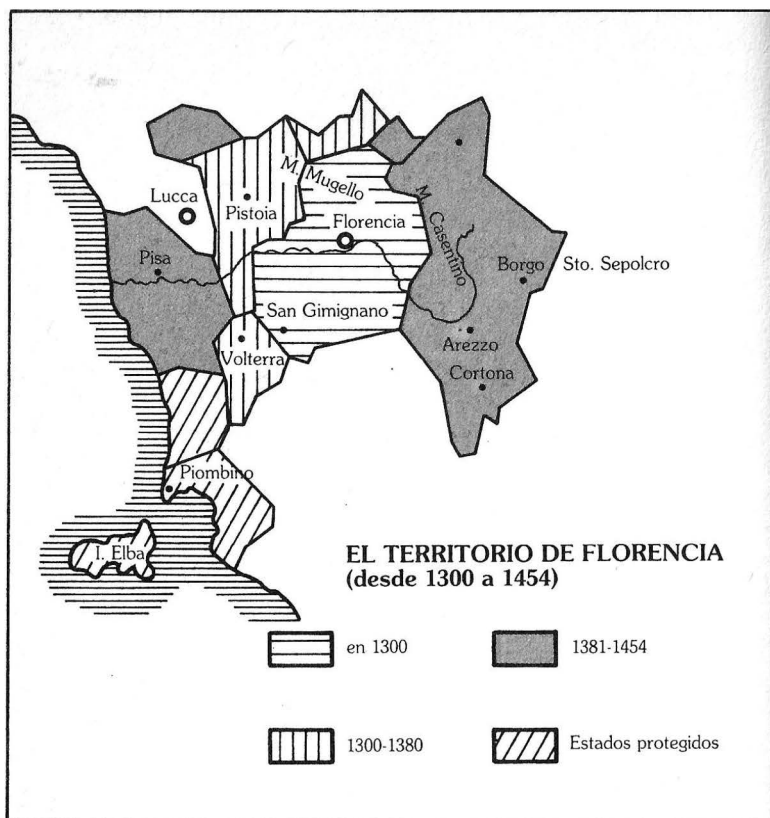 M. Mugello
Lucca
Pistoia
Florencia
M. Casentino
Pisa
Borgo Sto. Sepolcro
San Gimignano
Volterra
Arezzo
Cortona
Piombino
I. Elba
EL TERRITORIO DE FLORENCIA
(desde 1300 a 1454)
en 1300
1381-1454
1300-1380
Estados protegidos